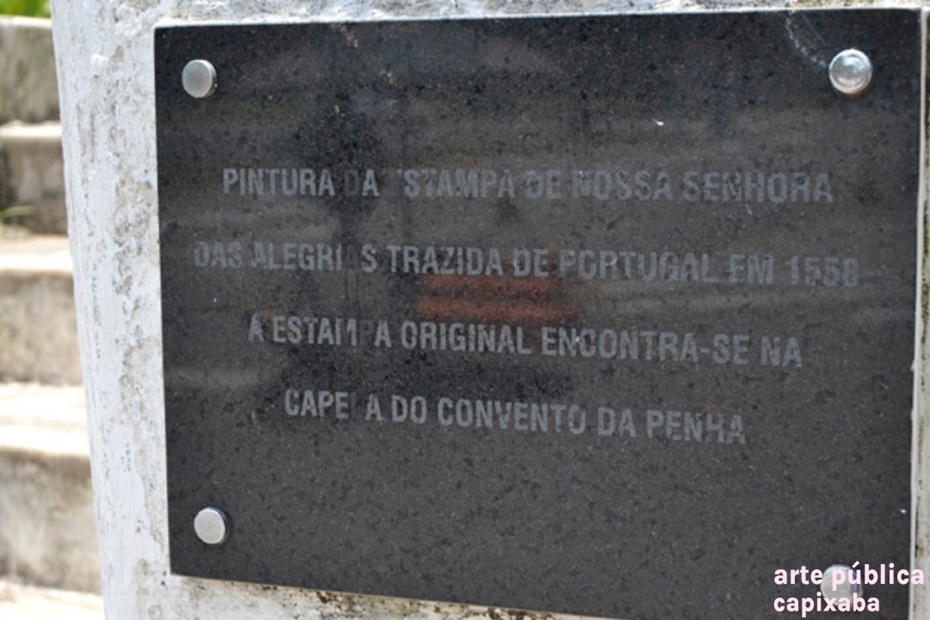 PINTURA DA ESTAMPA DE NOSSA SENHORA
DAS ALEGRIAS TRAZIDA DE PORTUGAL EM 1558.
A ESTAMPA ORIGINAL ENCONTRA-SE NA
CAPELA DO CONVENTO DA PENHA
arte pública
capixaba